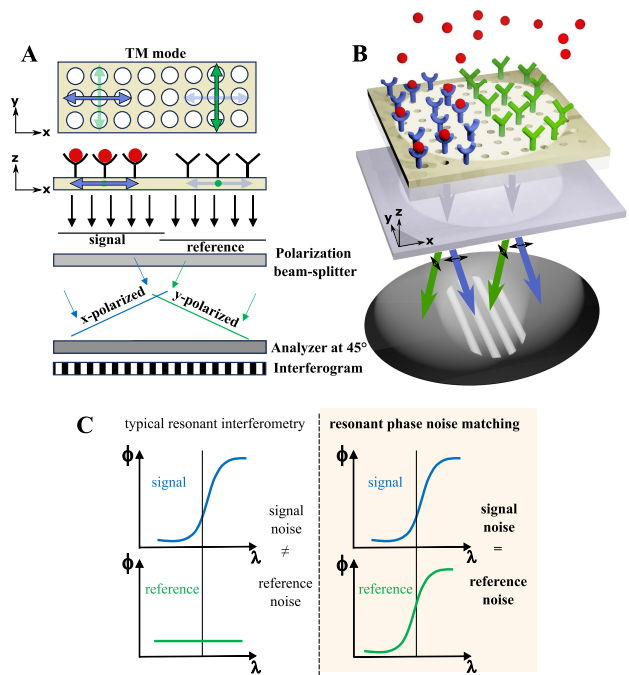 A
TM mode
y
x
z
x
signal
reference
Polarization
beam-splitter
x-polarized
y-polarized
Analyzer at 45°
Interferogram
B
z
y
x
C
typical resonant interferometry
ϕ
signal
λ
signal
noise
≠
reference
noise
ϕ
reference
λ
resonant phase noise matching
ϕ
signal
λ
signal
noise
=
reference
noise
ϕ
reference
λ